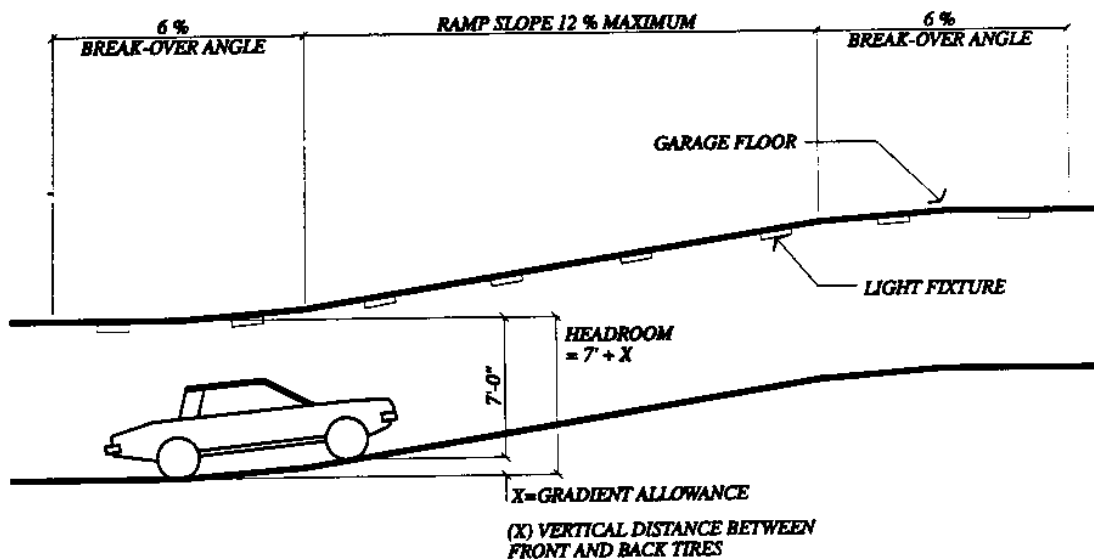 6 %
BREAK-OVER ANGLE
RAMP SLOPE 12 % MAXIMUM
6 %
BREAK-OVER ANGLE
GARAGE FLOOR
LIGHT FIXTURE
HEADROOM
= 7' + X
7'-0"
X=GRADIENT ALLOWANCE
(X) VERTICAL DISTANCE BETWEEN
FRONT AND BACK TIRES